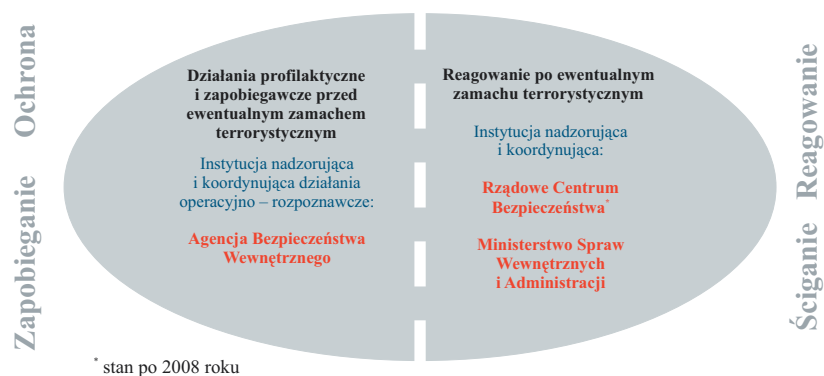 Ochrona
Zapobieganie
Działania profilaktyczne
i zapobiegawcze przed
ewentualnym zamachem
terrorystycznym
Instytucja nadzorująca
i koordynująca działania
operacyjno – rozpoznawcze:
Agencja Bezpieczeństwa
Wewnętrznego
Reagowanie po ewentualnym
zamachu terrorystycznym
Instytucja nadzorująca
i koordynująca:
Rządowe Centrum
Bezpieczeństwa*
Ministerstwo Spraw
Wewnętrznych
i Administracji
Reagowanie
Ściganie
* stan po 2008 roku